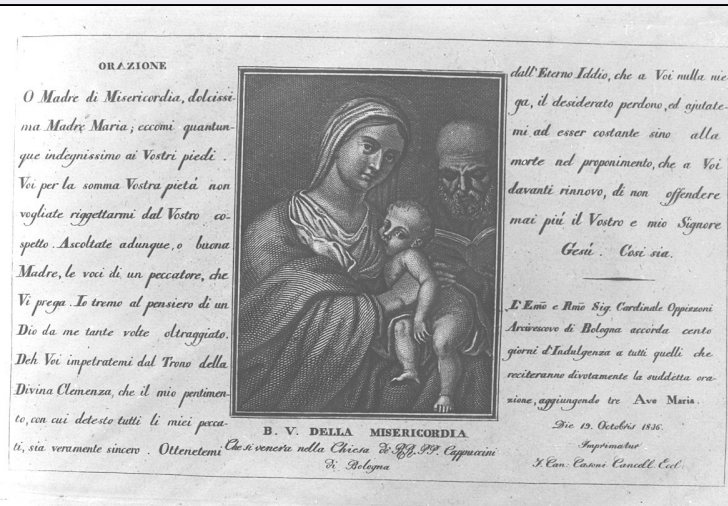 ORAZIONE
O Madre di Misericordia, dolcissi-
ma Madre Maria; eccomi quantun-
que indegnissimo ai Vostri piedi.
Voi per la somma Vostra pietá non
vogliate riggettarmi dal Vostro co-
spetto. Ascoltate adunque, o buona
Madre, le voci di un peccatore, che
Vi prega. Io tremo al pensiero di un
Dio da me tante volte oltraggiato.
Deh Voi impetratemi dal Trono della
Divina Clemenza, che il mio pentimen-
to, con cui detesto tutti li miei pecca-
ti, sia veramente sincero. Ottenetemi
dall'Eterno Iddio, che a Voi nulla nie-
ga, il desiderato perdono, ed ajutate-
mi ad esser costante sino alla
morte nel proponimento, che a Voi
davanti rinnovo, di non offendere
mai piú il Vostro e mio Signore
Gesú. Cosi sia.
L'Emo e Rmo Sig. Cardinale Oppizzoni
Arcivescovo di Bologna accorda cento
giorni d'Indulgenza a tutti quelli che
reciteranno divotamente la suddetta ora-
zione, aggiungendo tre Ave Maria.
Die 19. Octobris 1836.
Imprimatur
J. Can: Casoni Cancell. Eccl.
B. V. DELLA MISERICORDIA
Che si venera nella Chiesa de' RR. PP. Cappuccini
di Bologna